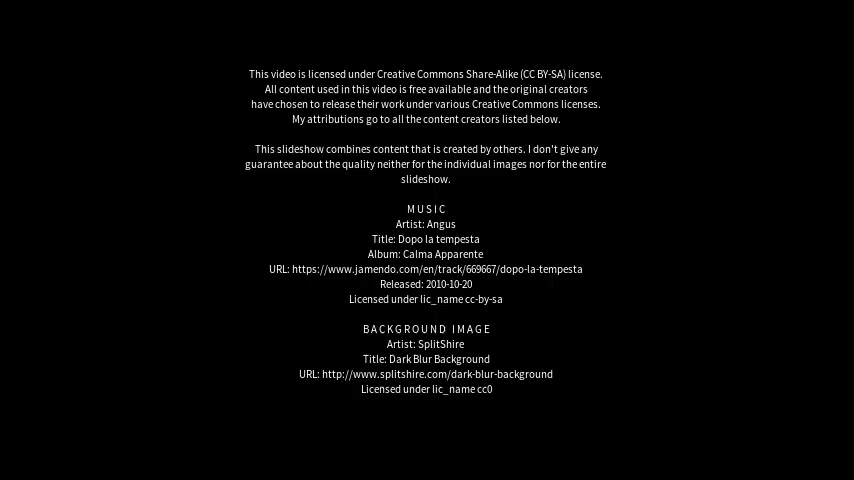 This video is licensed under Creative Commons Share-Alike (CC BY-SA) license.
All content used in this video is free available and the original creators
have chosen to release their work under various Creative Commons licenses.
My attributions go to all the content creators listed below.
This slideshow combines content that is created by others. I don't give any
guarantee about the quality neither for the individual images nor for the entire
slideshow.
MUSIC
Artist: Angus
Title: Dopo la tempesta
Album: Calma Apparente
URL: https://www.jamendo.com/en/track/669667/dopo-la-tempesta
Released: 2010-10-20
Licensed under lic_name cc-by-sa
BACKGROUND IMAGE
Artist: SplitShire
Title: Dark Blur Background
URL: http://www.splitshire.com/dark-blur-background
Licensed under lic_name cc0